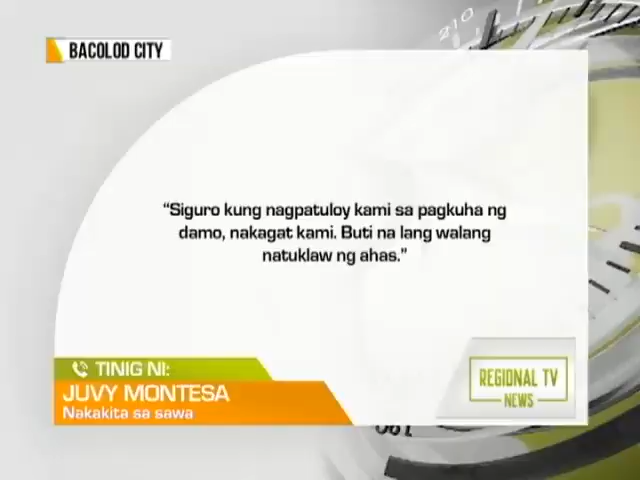 210
BACOLOD CITY
“Siguro kung nagpatuloy kami sa pagkuha ng
damo, nakagat kami. Buti na lang walang
natuklaw ng ahas.”
TINIG NI:
JUVY MONTESA
Nakakita sa sawa
REGIONAL TV
NEWS